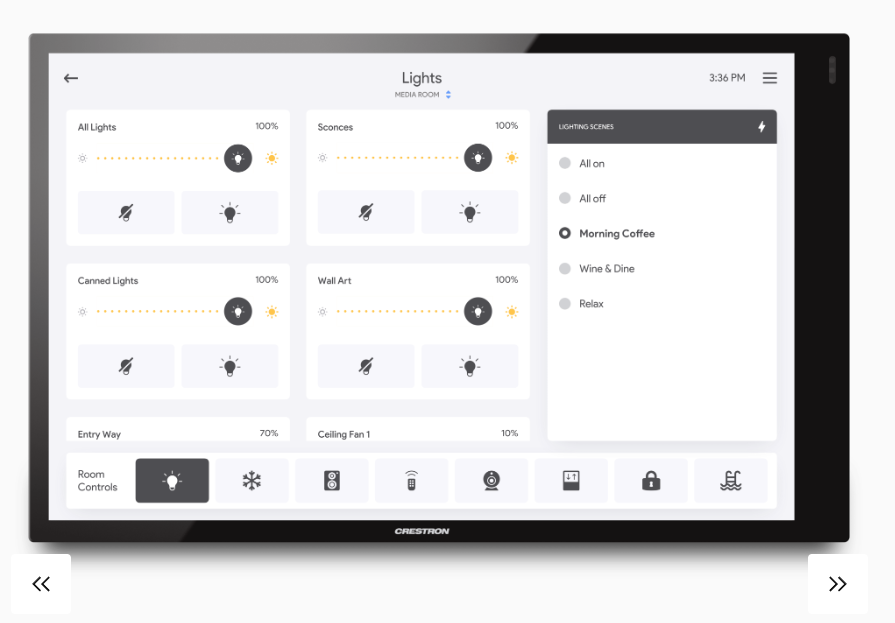 Lights
3:36 PM
MEDIA ROOM
All Lights
100%
Sconces
100%
LIGHTING SCENES
All on
All off
Morning Coffee
Wine & Dine
Relax
Canned Lights
100%
Wall Art
100%
Entry Way
70%
Ceiling Fan 1
10%
Room
Controls
CRESTRON